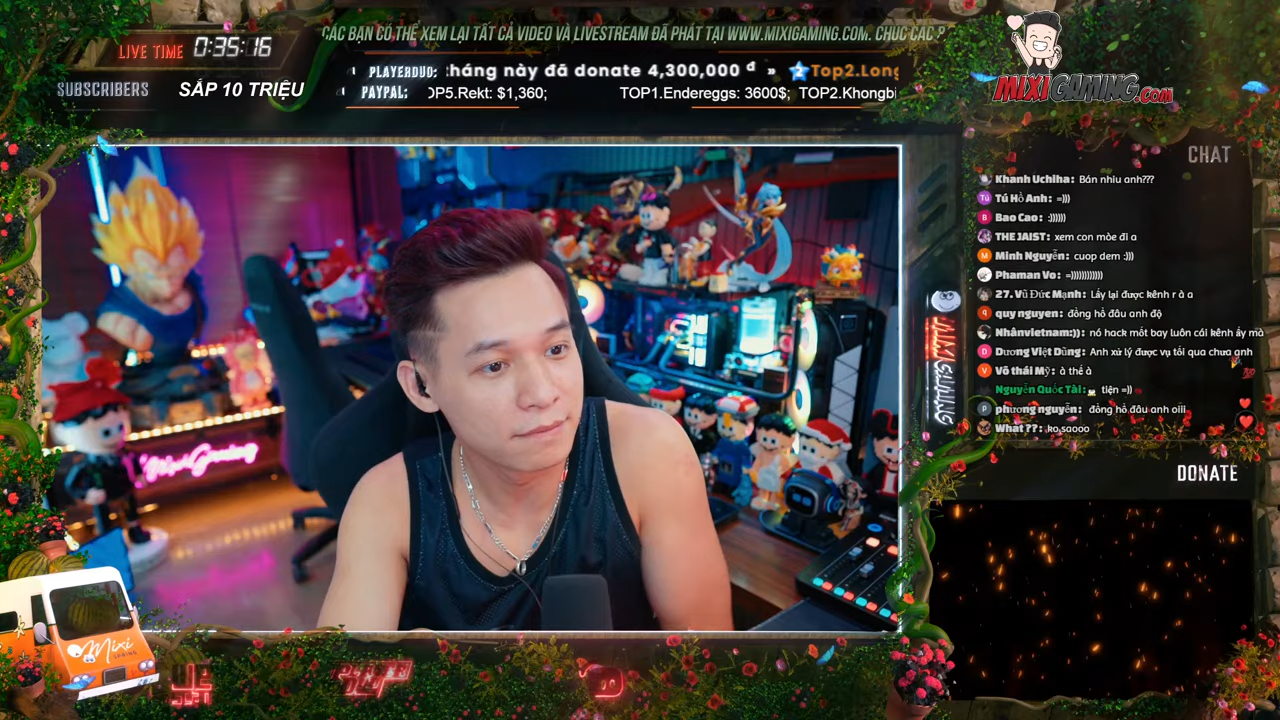 CÁC BẠN CÓ THỂ XEM LẠI TẤT CẢ VIDEO VÀ LIVESTREAM ĐÃ PHÁT TẠI WWW.MIXIGAMING.COM. CHÚC CÁC B
LIVE TIME 0:35:16
SUBSCRIBERS SẮP 10 TRIỆU
PLAYERDUO: tháng này đã donate 4,300,000 đ » 2 Top2.Long
PAYPAL: OP5.Rekt: $1,360; TOP1.Endereggs: 3600$; TOP2.Khongbi
MIXIGAMING.COM
CHAT
Khanh Uchiha: Bán nhiu anh???
Tú Hồ Anh: =)))
Bao Cao: :))))))
THE JAIST: xem con mòe đi a
Minh Nguyễn: cuop dem :)))
Phaman Vo: =))))))))))))
27. Vũ Đức Mạnh: Lấy lại được kênh r à a
quy nguyen: đồng hồ đâu anh độ
Nhânvietnam:)): nó hack mốt bay luôn cái kênh ấy mà
Dương Việt Dũng: Anh xử lý được vụ tối qua chưa anh
Võ thái Mỹ: à thế à
Nguyễn Quốc Tài: tiện =))
phương nguyễn: đồng hồ đâu anh oiii
What ??: ko saooo
DONATE
MixiGaming
Mixi